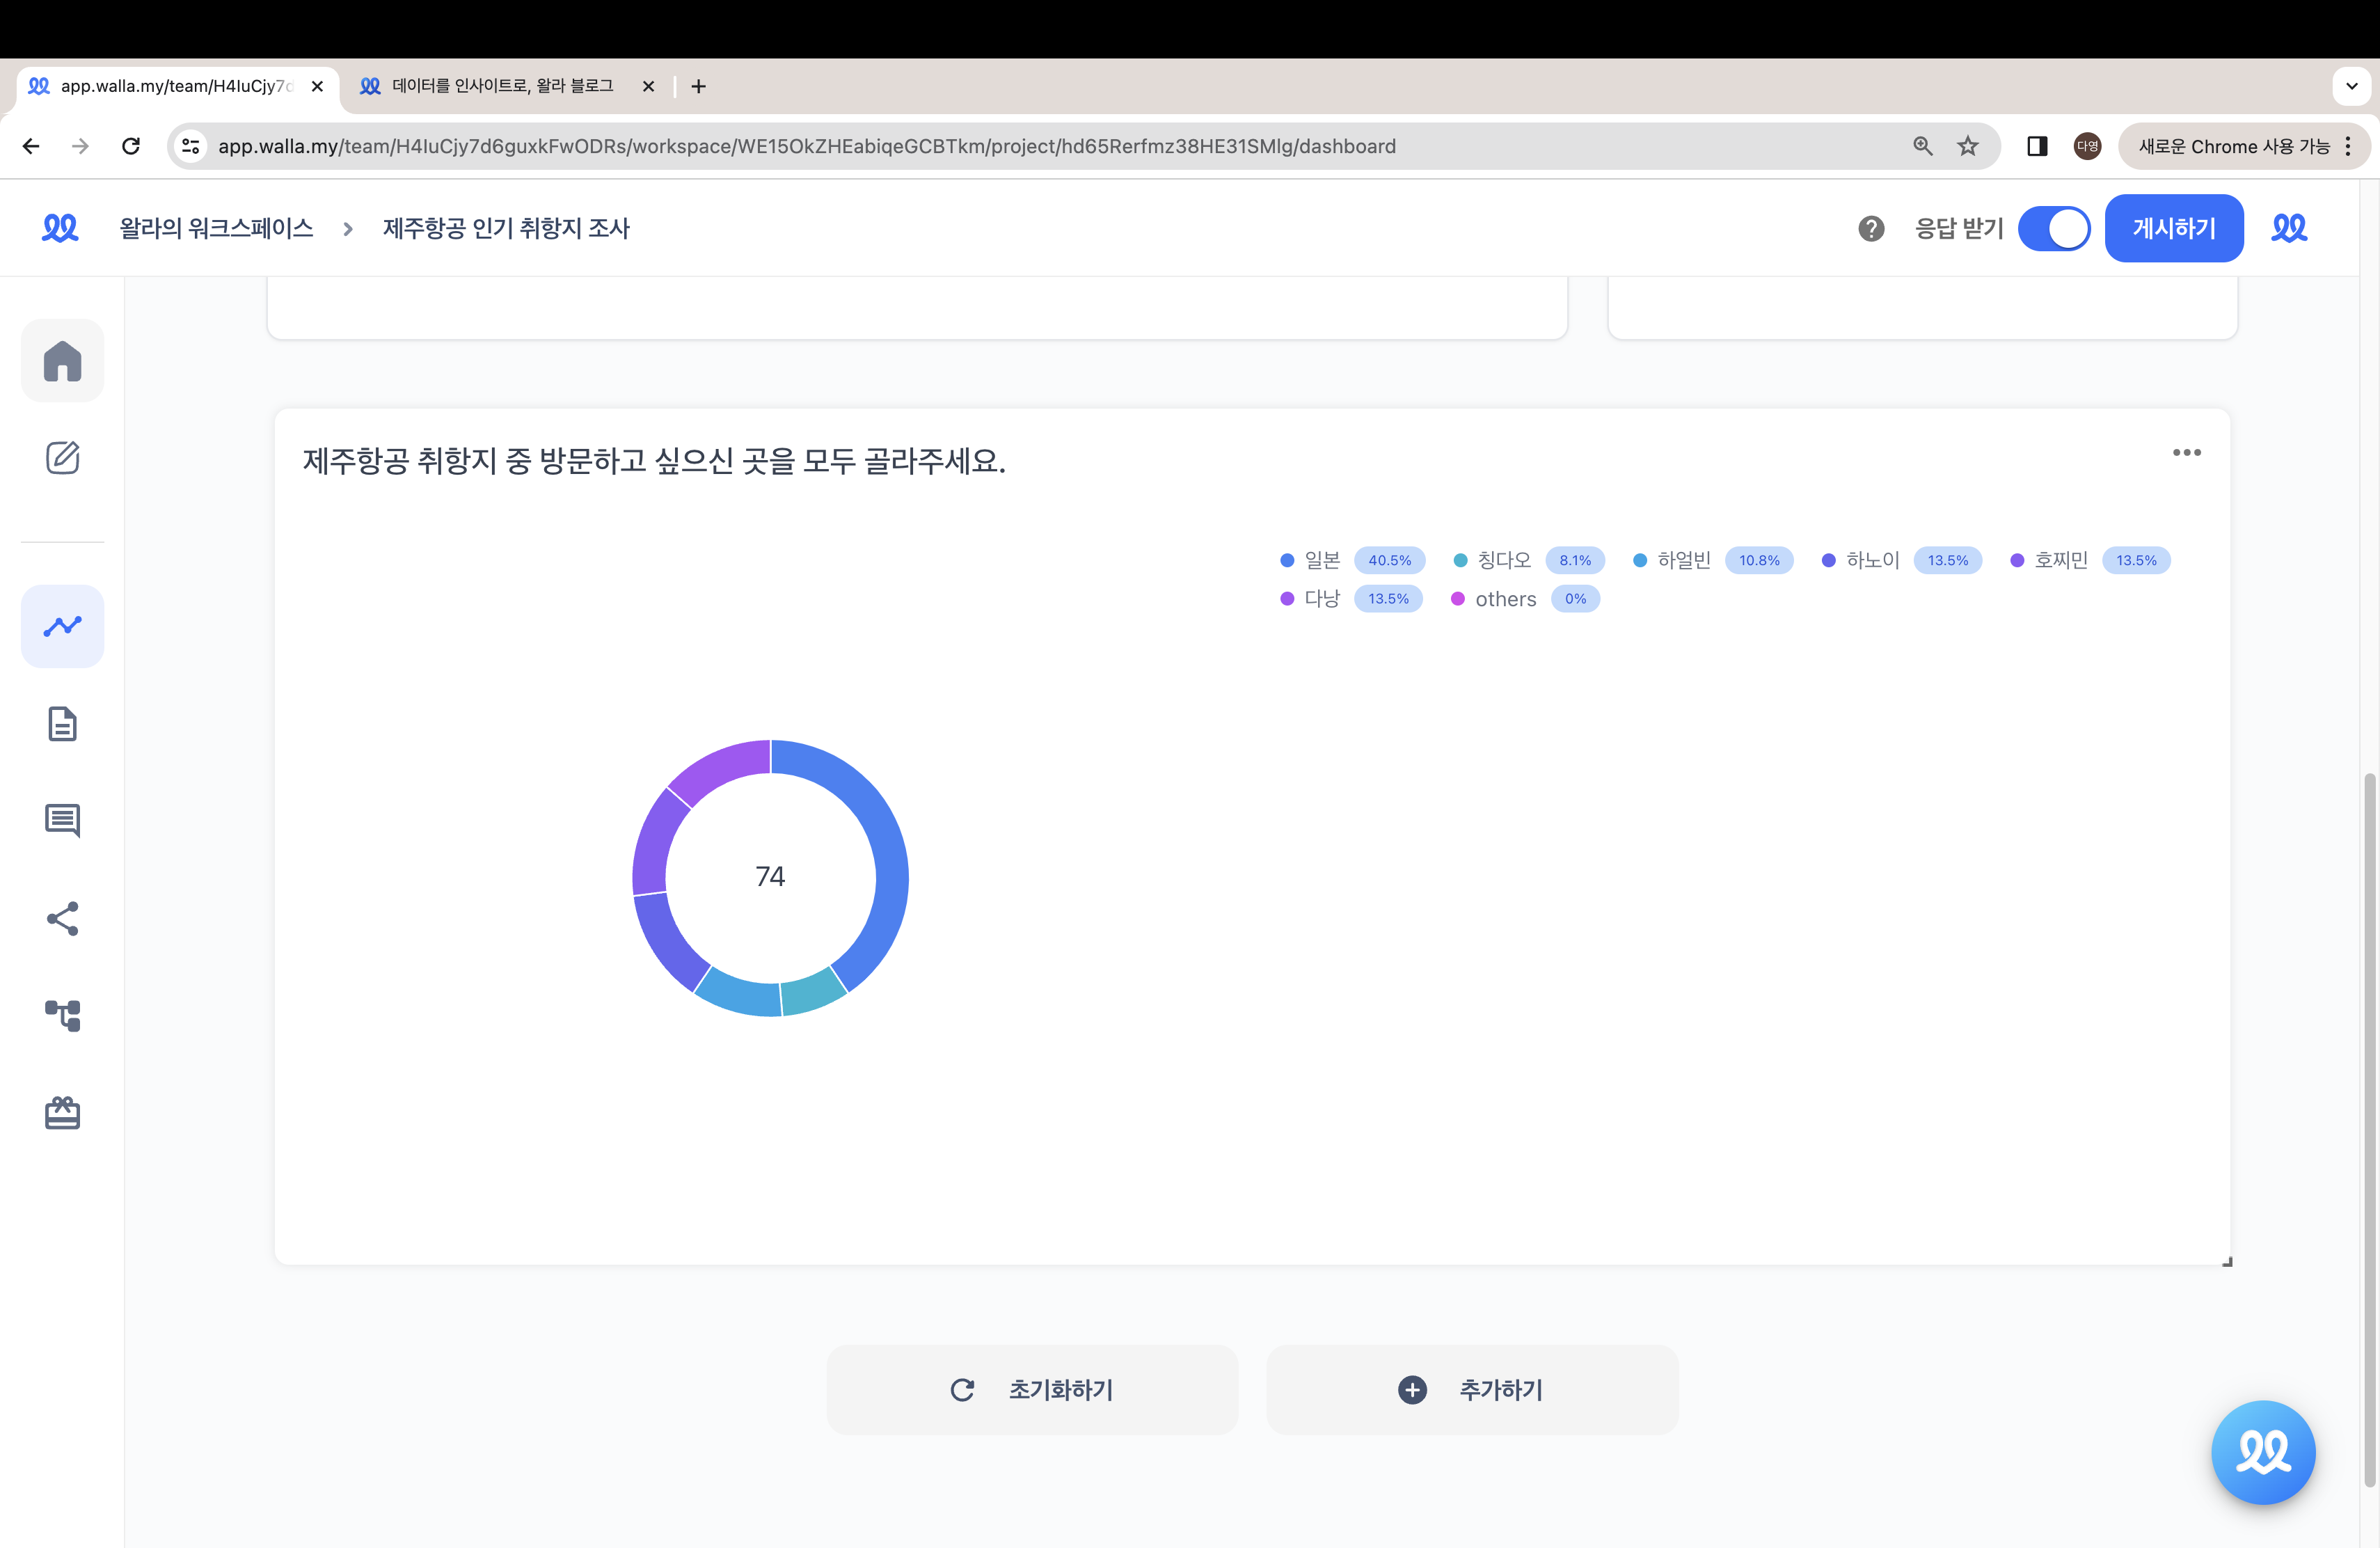 app.walla.my/team/H4IuCjy7d
데이터를 인사이트로, 왈라 블로그
app.walla.my/team/H4IuCjy7d6guxkFwODRs/workspace/WE15OkZHEabiqeGCBTkm/project/hd65Rerfmz38HE31SMlg/dashboard
다영
새로운 Chrome 사용 가능
왈라의 워크스페이스 > 제주항공 인기 취항지 조사
응답 받기
게시하기
제주항공 취항지 중 방문하고 싶으신 곳을 모두 골라주세요.
일본 40.5% 칭다오 8.1% 하얼빈 10.8% 하노이 13.5% 호찌민 13.5%
다낭 13.5% others 0%
74
초기화하기
추가하기